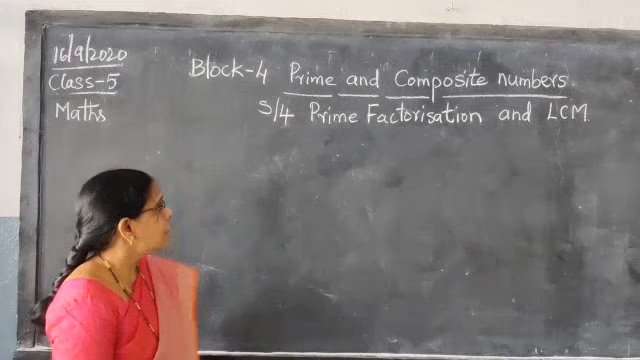 16/9/2020
Class-5
Maths
Block-4 Prime and Composite numbers.
S/4 Prime Factorisation and LCM.